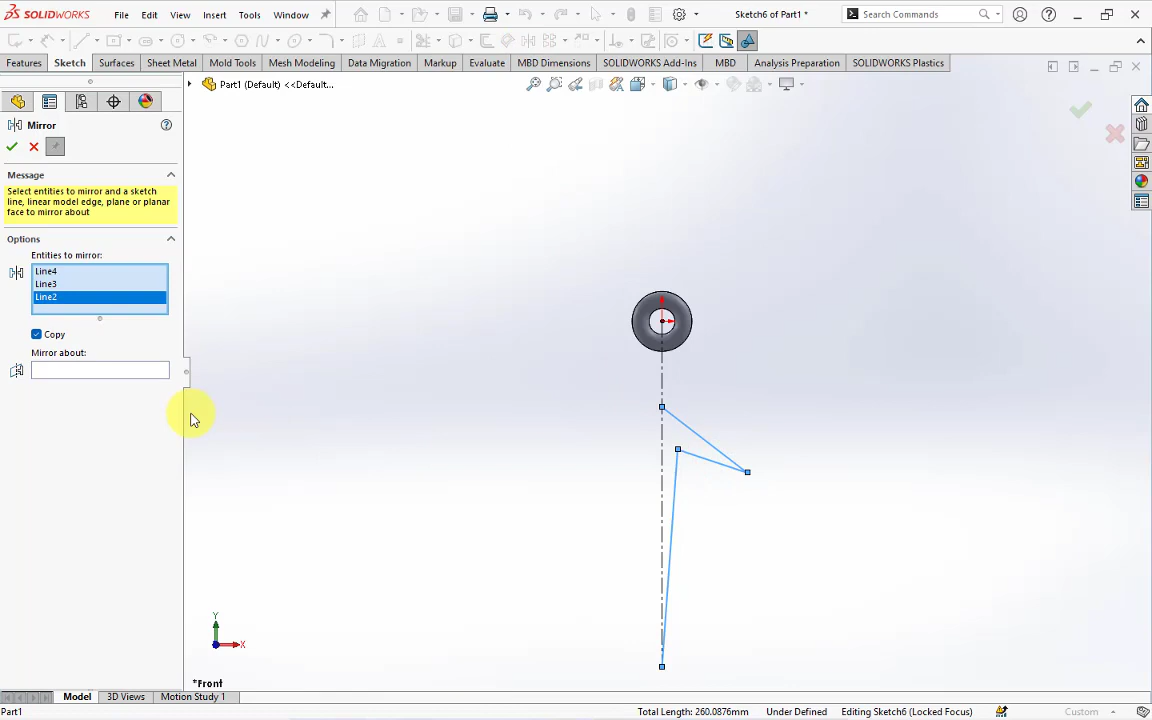 SOLIDWORKS File Edit View Insert Tools Window Sketch6 of Part1 * Search Commands
Features Sketch Surfaces Sheet Metal Mold Tools Mesh Modeling Data Migration Markup Evaluate MBD Dimensions SOLIDWORKS Add-Ins MBD Analysis Preparation SOLIDWORKS Plastics
Part1 (Default) <<Default...
Mirror
Message
Select entities to mirror and a sketch
line, linear model edge, plane or planar
face to mirror about
Options
Entities to mirror:
Line4
Line3
Line2
Copy
Mirror about:
Y
X
*Front
Model 3D Views Motion Study 1
Part1 Total Length: 260.0876mm Under Defined Editing Sketch6 (Locked Focus) Custom